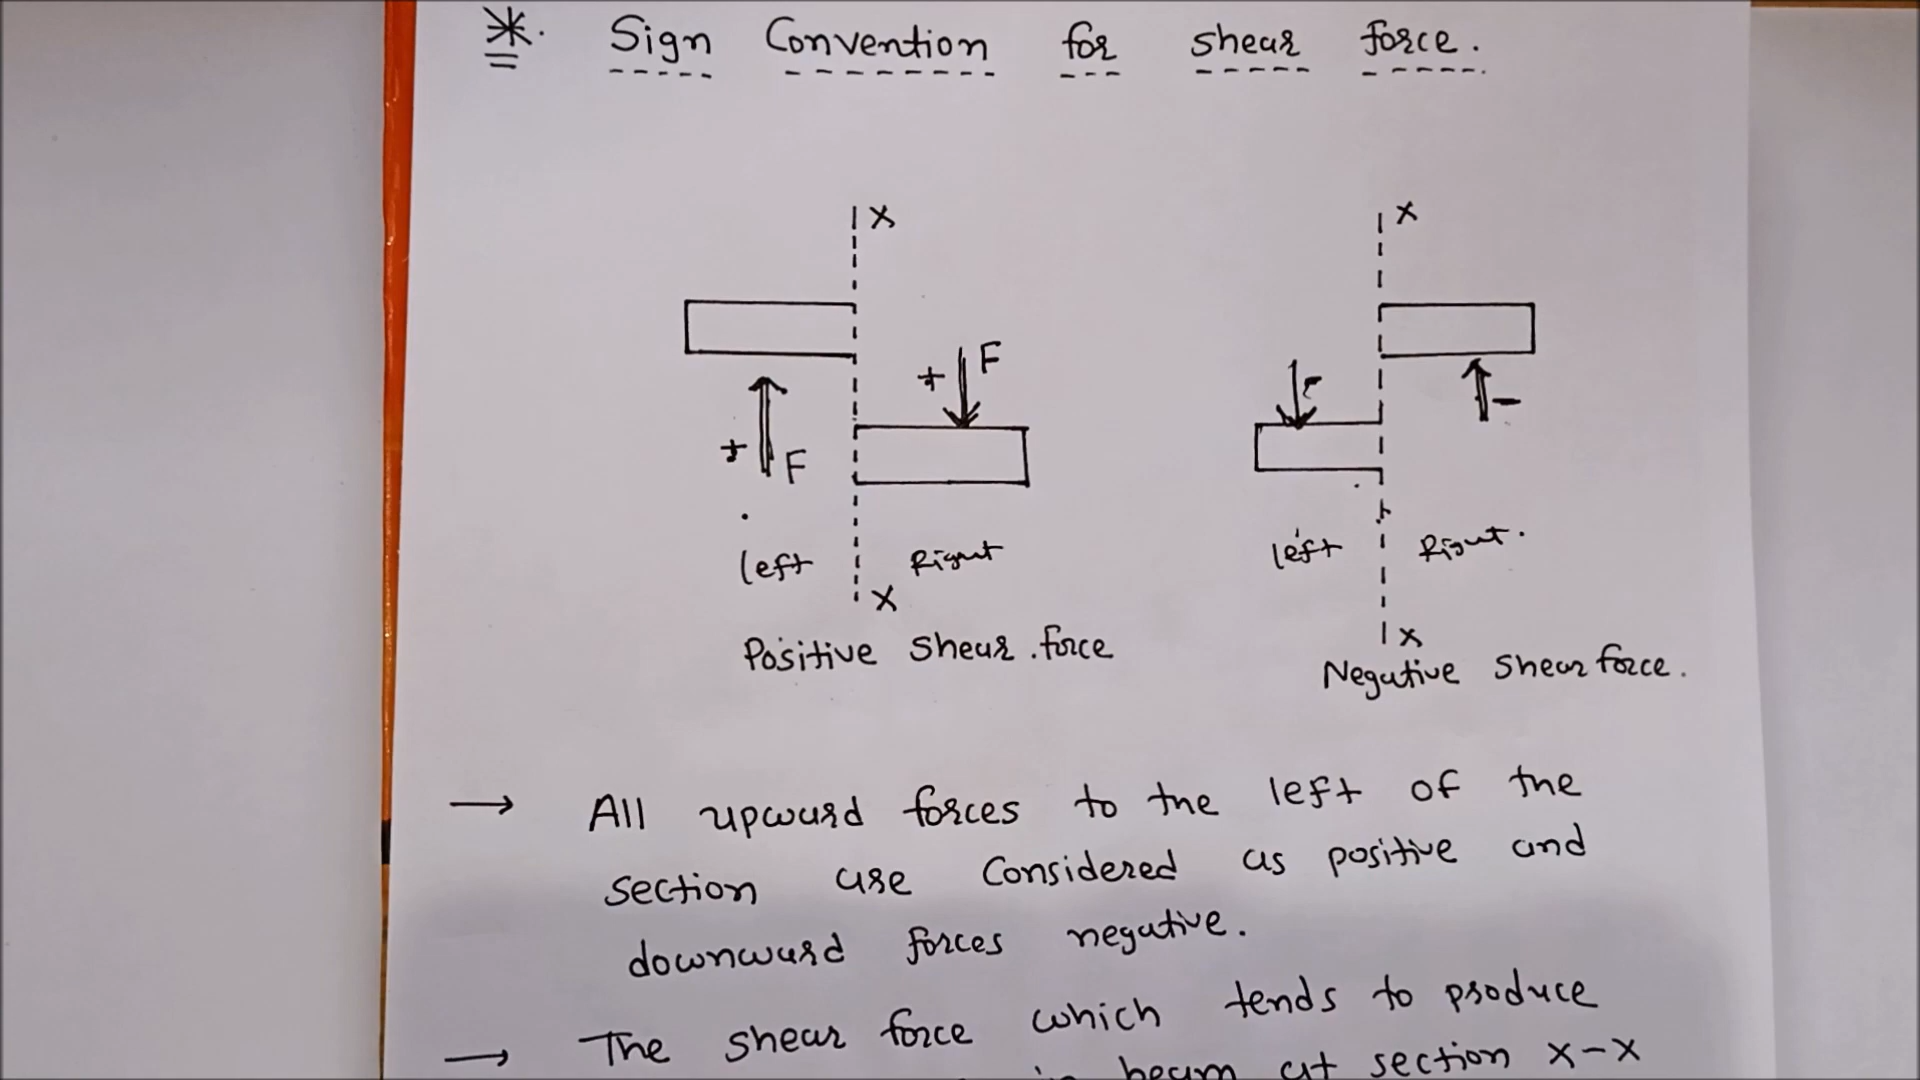 *. Sign Convention for shear force.
X
X
+ F
+ F
-
-
left
Right
left
Right.
X
X
Positive shear force
Negative shear force.
→ All upward forces to the left of the
section are Considered as positive and
downward forces negative.
→ The shear force which tends to produce
beam at section X-X